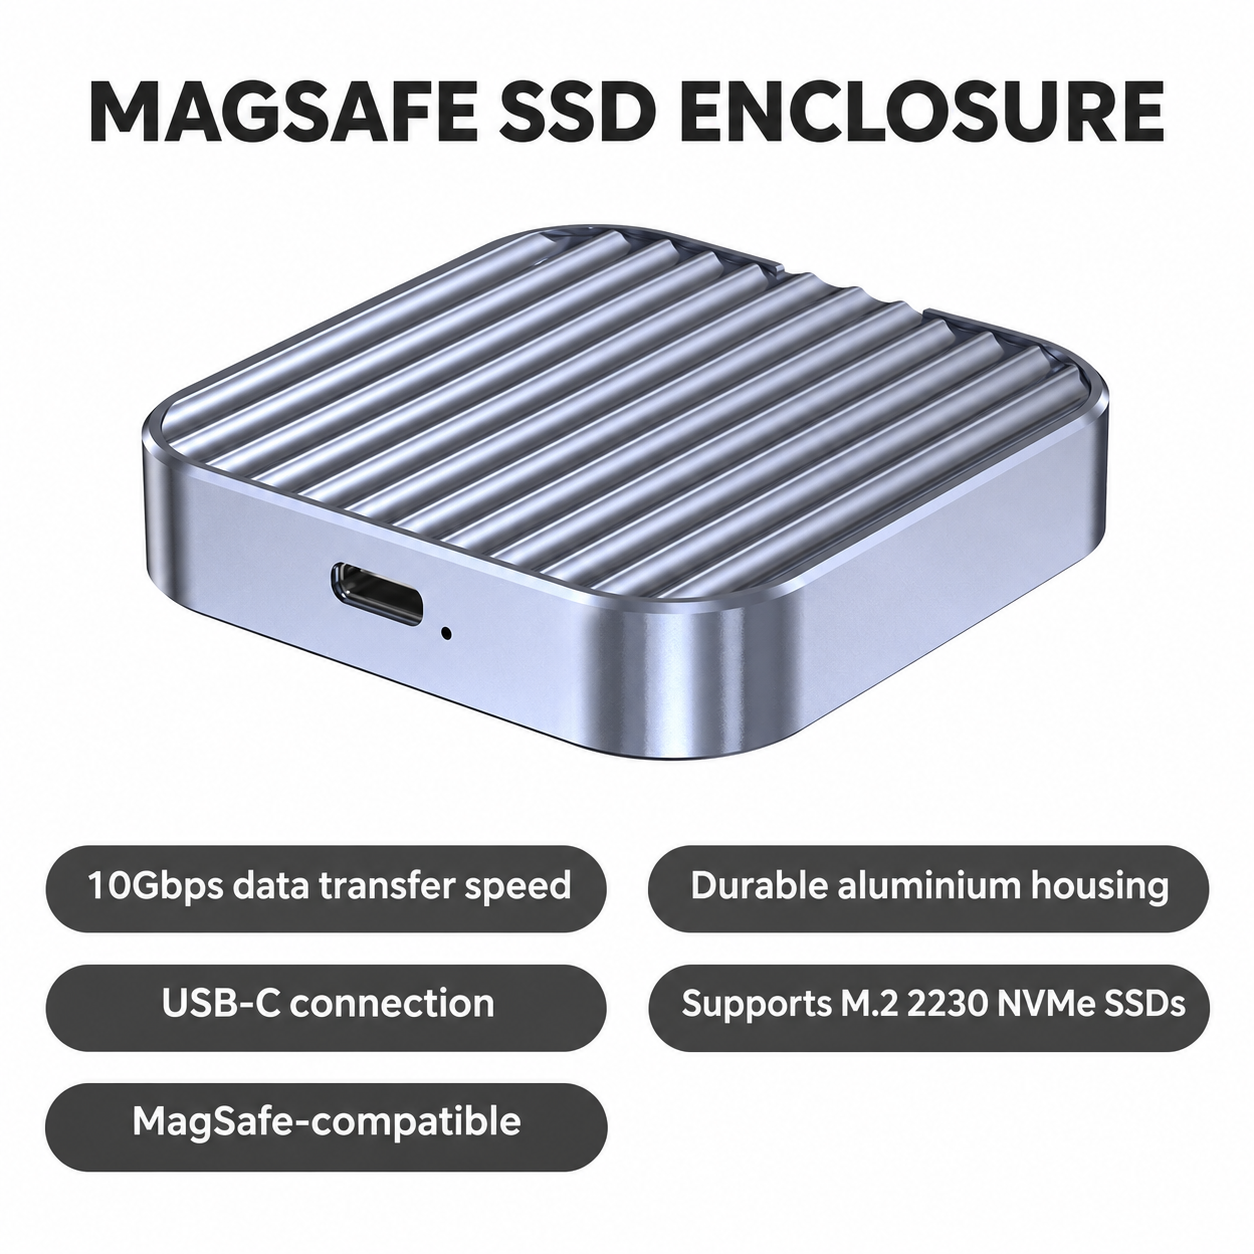 MAGSAFE SSD ENCLOSURE
10Gbps data transfer speed
Durable aluminium housing
USB-C connection
Supports M.2 2230 NVMe SSDs
MagSafe-compatible